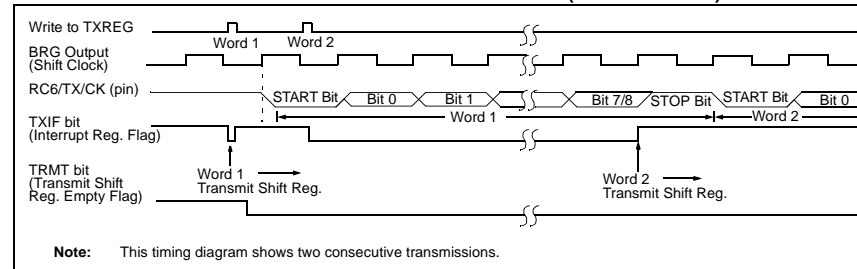 Write to TXREG
Word 1
Word 2
BRG Output
(Shift Clock)
RC6/TX/CK (pin)
START Bit
Bit 0
Bit 1
Bit 7/8
STOP Bit
START Bit
Bit 0
Word 1
Word 2
TXIF bit
(Interrupt Reg. Flag)
Word 1
Transmit Shift Reg.
Word 2
Transmit Shift Reg.
TRMT bit
(Transmit Shift
Reg. Empty Flag)
Note: This timing diagram shows two consecutive transmissions.